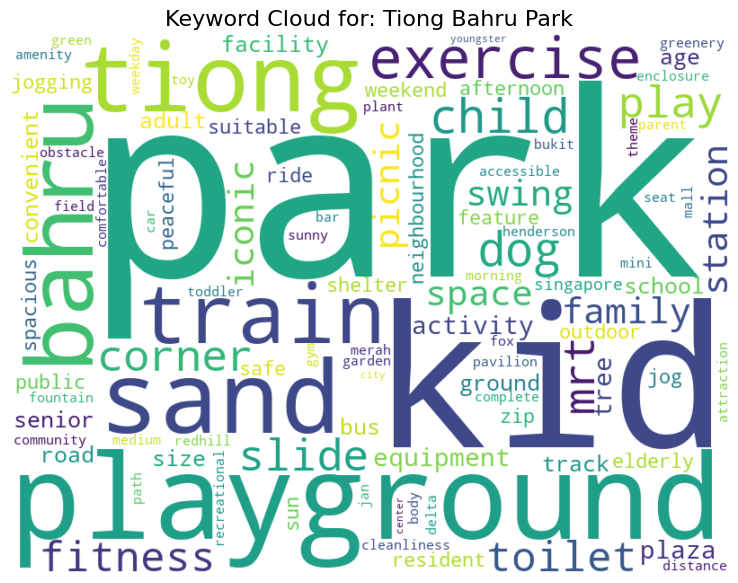 Keyword Cloud for: Tiong Bahru Park
green
youngster
greenery
amenity
weekday
facility
exercise
age
tiong
jogging
toy
weekend
afternoon
enclosure
plant
play
adult
suitable
child
theme
parent
bahru
convenient
obstacle
park
picnic
neighbourhood
bukit
station
comfortable
peaceful
iconic
ride
accessible
swing
seat
mall
field
car
bar
feature
sunny
dog
henderson
mini
spacious
morning
toddler
shelter
space
singapore
school
train
kid
family
activity
outdoor
corner
safe
gym
merah
garden
fox
mrt
tree
attraction
public
sand
city
pavilion
ground
jog
fountain
complete
senior
zip
community
medium
redhill
bus
road
size
slide
equipment
track
elderly
path
recreational
sun
jan
center
body
delta
playground
fitness
cleanliness
resident
toilet
plaza
distance